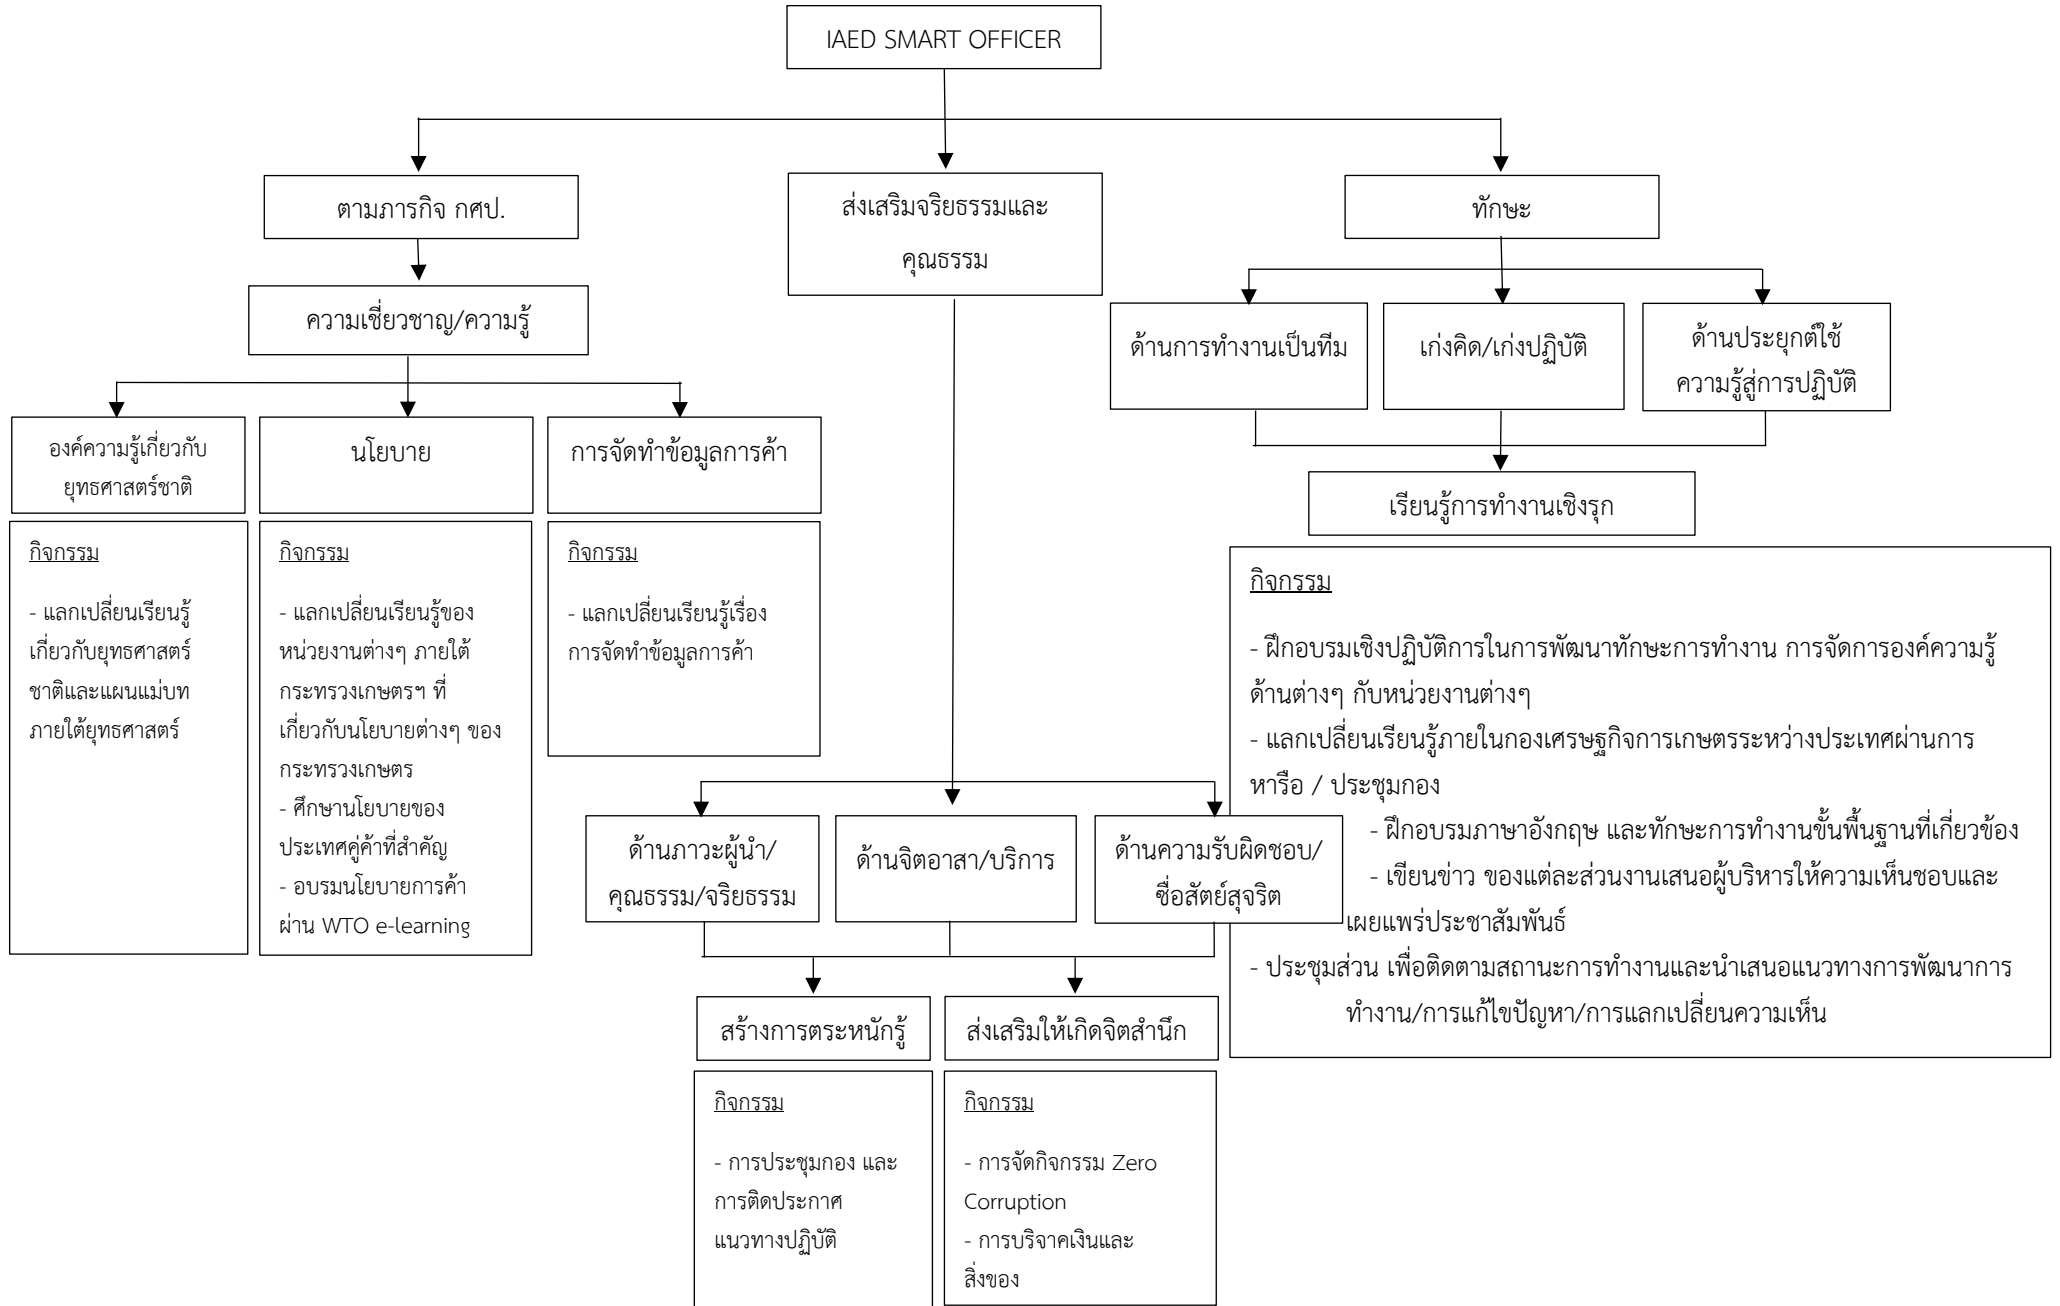 IAED SMART OFFICER
ตามภารกิจ กศป.
ส่งเสริมจริยธรรมและ
คุณธรรม
ทักษะ
ความเชี่ยวชาญ/ความรู้
ด้านการทำงานเป็นทีม
เก่งคิด/เก่งปฏิบัติ
ด้านประยุกต์ใช้
ความรู้สู่การปฏิบัติ
องค์ความรู้เกี่ยวกับ
ยุทธศาสตร์ชาติ
นโยบาย
การจัดทำข้อมูลการค้า
เรียนรู้การทำงานเชิงรุก
กิจกรรม
- แลกเปลี่ยนเรียนรู้
เกี่ยวกับยุทธศาสตร์
ชาติและแผนแม่บท
ภายใต้ยุทธศาสตร์
กิจกรรม
- แลกเปลี่ยนเรียนรู้ของ
หน่วยงานต่างๆ ภายใต้
กระทรวงเกษตรฯ ที่
เกี่ยวกับนโยบายต่างๆ ของ
กระทรวงเกษตร
- ศึกษานโยบายของ
ประเทศคู่ค้าที่สำคัญ
- อบรมนโยบายการค้า
ผ่าน WTO e-learning
กิจกรรม
- แลกเปลี่ยนเรียนรู้เรื่อง
การจัดทำข้อมูลการค้า
กิจกรรม
- ฝึกอบรมเชิงปฏิบัติการในการพัฒนาทักษะการทำงาน การจัดการองค์ความรู้
ด้านต่างๆ กับหน่วยงานต่างๆ
- แลกเปลี่ยนเรียนรู้ภายในกองเศรษฐกิจการเกษตรระหว่างประเทศผ่านการ
หารือ / ประชุมกอง
- ฝึกอบรมภาษาอังกฤษ และทักษะการทำงานขั้นพื้นฐานที่เกี่ยวข้อง
- เขียนข่าว ของแต่ละส่วนงานเสนอผู้บริหารให้ความเห็นชอบและ
เผยแพร่ประชาสัมพันธ์
- ประชุมส่วน เพื่อติดตามสถานะการทำงานและนำเสนอแนวทางการพัฒนาการ
ทำงาน/การแก้ไขปัญหา/การแลกเปลี่ยนความเห็น
ด้านภาวะผู้นำ/
คุณธรรม/จริยธรรม
ด้านจิตอาสา/บริการ
ด้านความรับผิดชอบ/
ซื่อสัตย์สุจริต
สร้างการตระหนักรู้
ส่งเสริมให้เกิดจิตสำนึก
กิจกรรม
- การประชุมกอง และ
การติดประกาศ
แนวทางปฏิบัติ
กิจกรรม
- การจัดกิจกรรม Zero
Corruption
- การบริจาคเงินและ
สิ่งของ